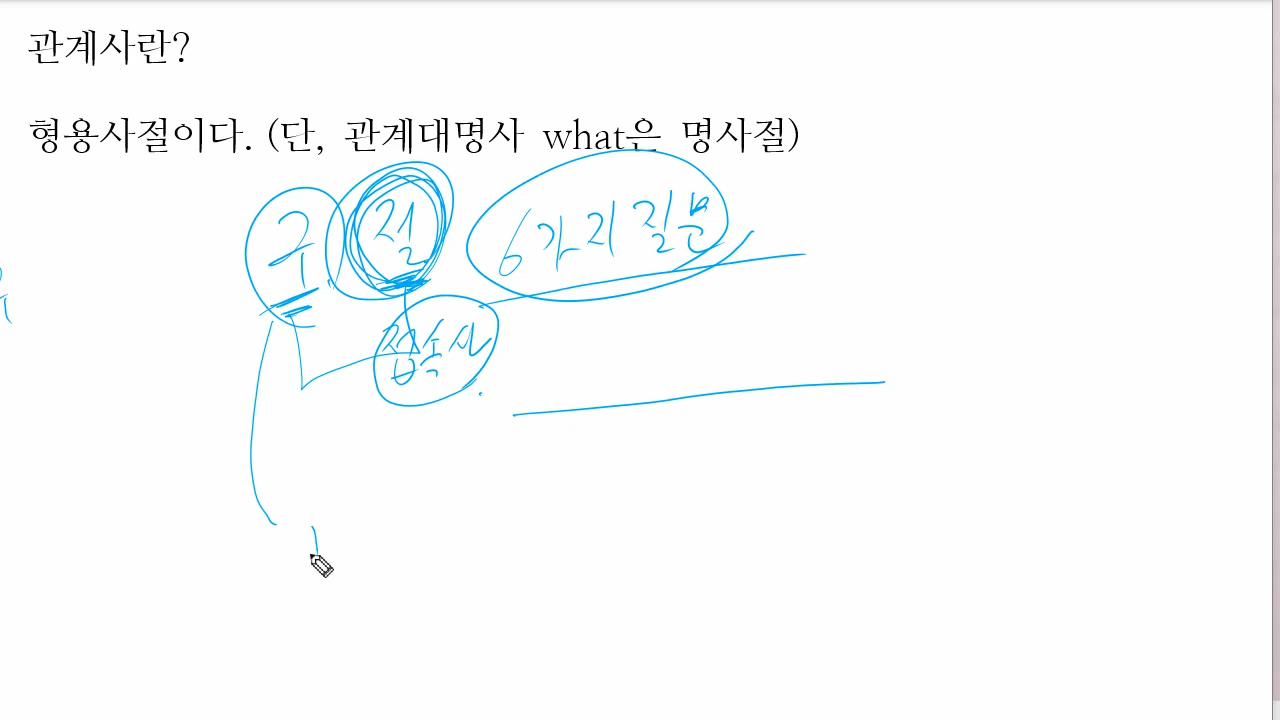 관계사란?
형용사절이다. (단, 관계대명사 what은 명사절)
구 절 6가지 질문
접속사